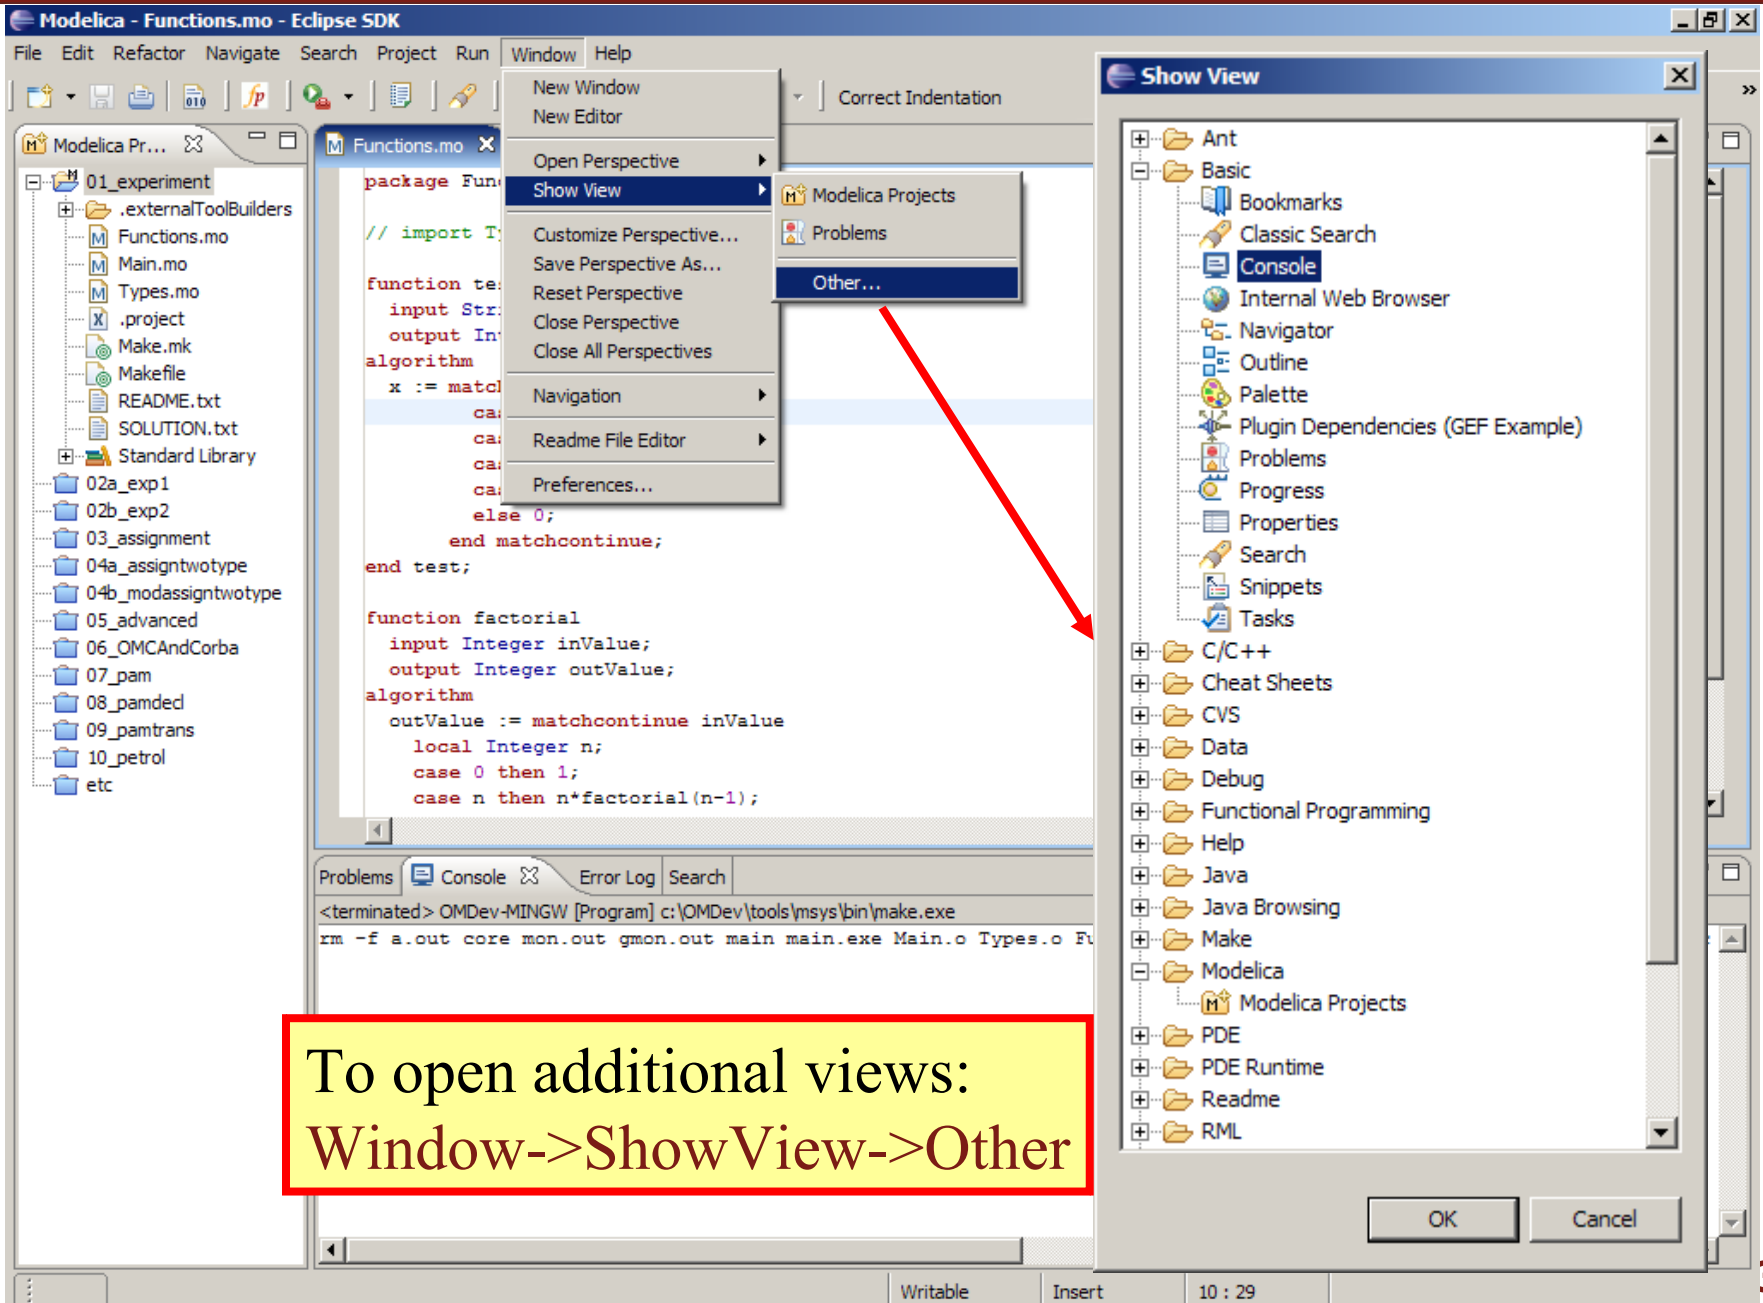 Modelica - Functions.mo - Eclipse SDK
File Edit Refactor Navigate Search Project Run Window Help
Correct Indentation
»
Modelica Pr...
01_experiment
.externalToolBuilders
Functions.mo
Main.mo
Types.mo
.project
Make.mk
Makefile
README.txt
SOLUTION.txt
Standard Library
02a_exp1
02b_exp2
03_assignment
04a_assigntwotype
04b_modassigntwotype
05_advanced
06_OMCAndCorba
07_pam
08_pamdecl
09_pamtrans
10_petrol
etc
Functions.mo
package
// import
function
input
output
algorithm
x :=
else 0;
end matchcontinue;
end test;
function factorial
input Integer inValue;
output Integer outValue;
algorithm
outValue := matchcontinue inValue
local Integer n;
case 0 then 1;
case n then n*factorial(n-1);
New Window
New Editor
Open Perspective
Show View
Customize Perspective...
Save Perspective As...
Reset Perspective
Close Perspective
Close All Perspectives
Navigation
Readme File Editor
Preferences...
Modelica Projects
Problems
Other...
Show View
Ant
Basic
Bookmarks
Classic Search
Console
Internal Web Browser
Navigator
Outline
Palette
Plugin Dependencies (GEF Example)
Problems
Progress
Properties
Search
Snippets
Tasks
C/C++
Cheat Sheets
CVS
Data
Debug
Functional Programming
Help
Java
Java Browsing
Make
Modelica
Modelica Projects
PDE
PDE Runtime
Readme
RML
OK Cancel
Problems Console Error Log Search
<terminated> OMDev-MINGW [Program] c:\OMDev\tools\msys\bin\make.exe
rm -f a.out core mon.out gmon.out main main.exe Main.o Types.o
To open additional views:
Window->ShowView->Other
Writable Insert 10 : 29